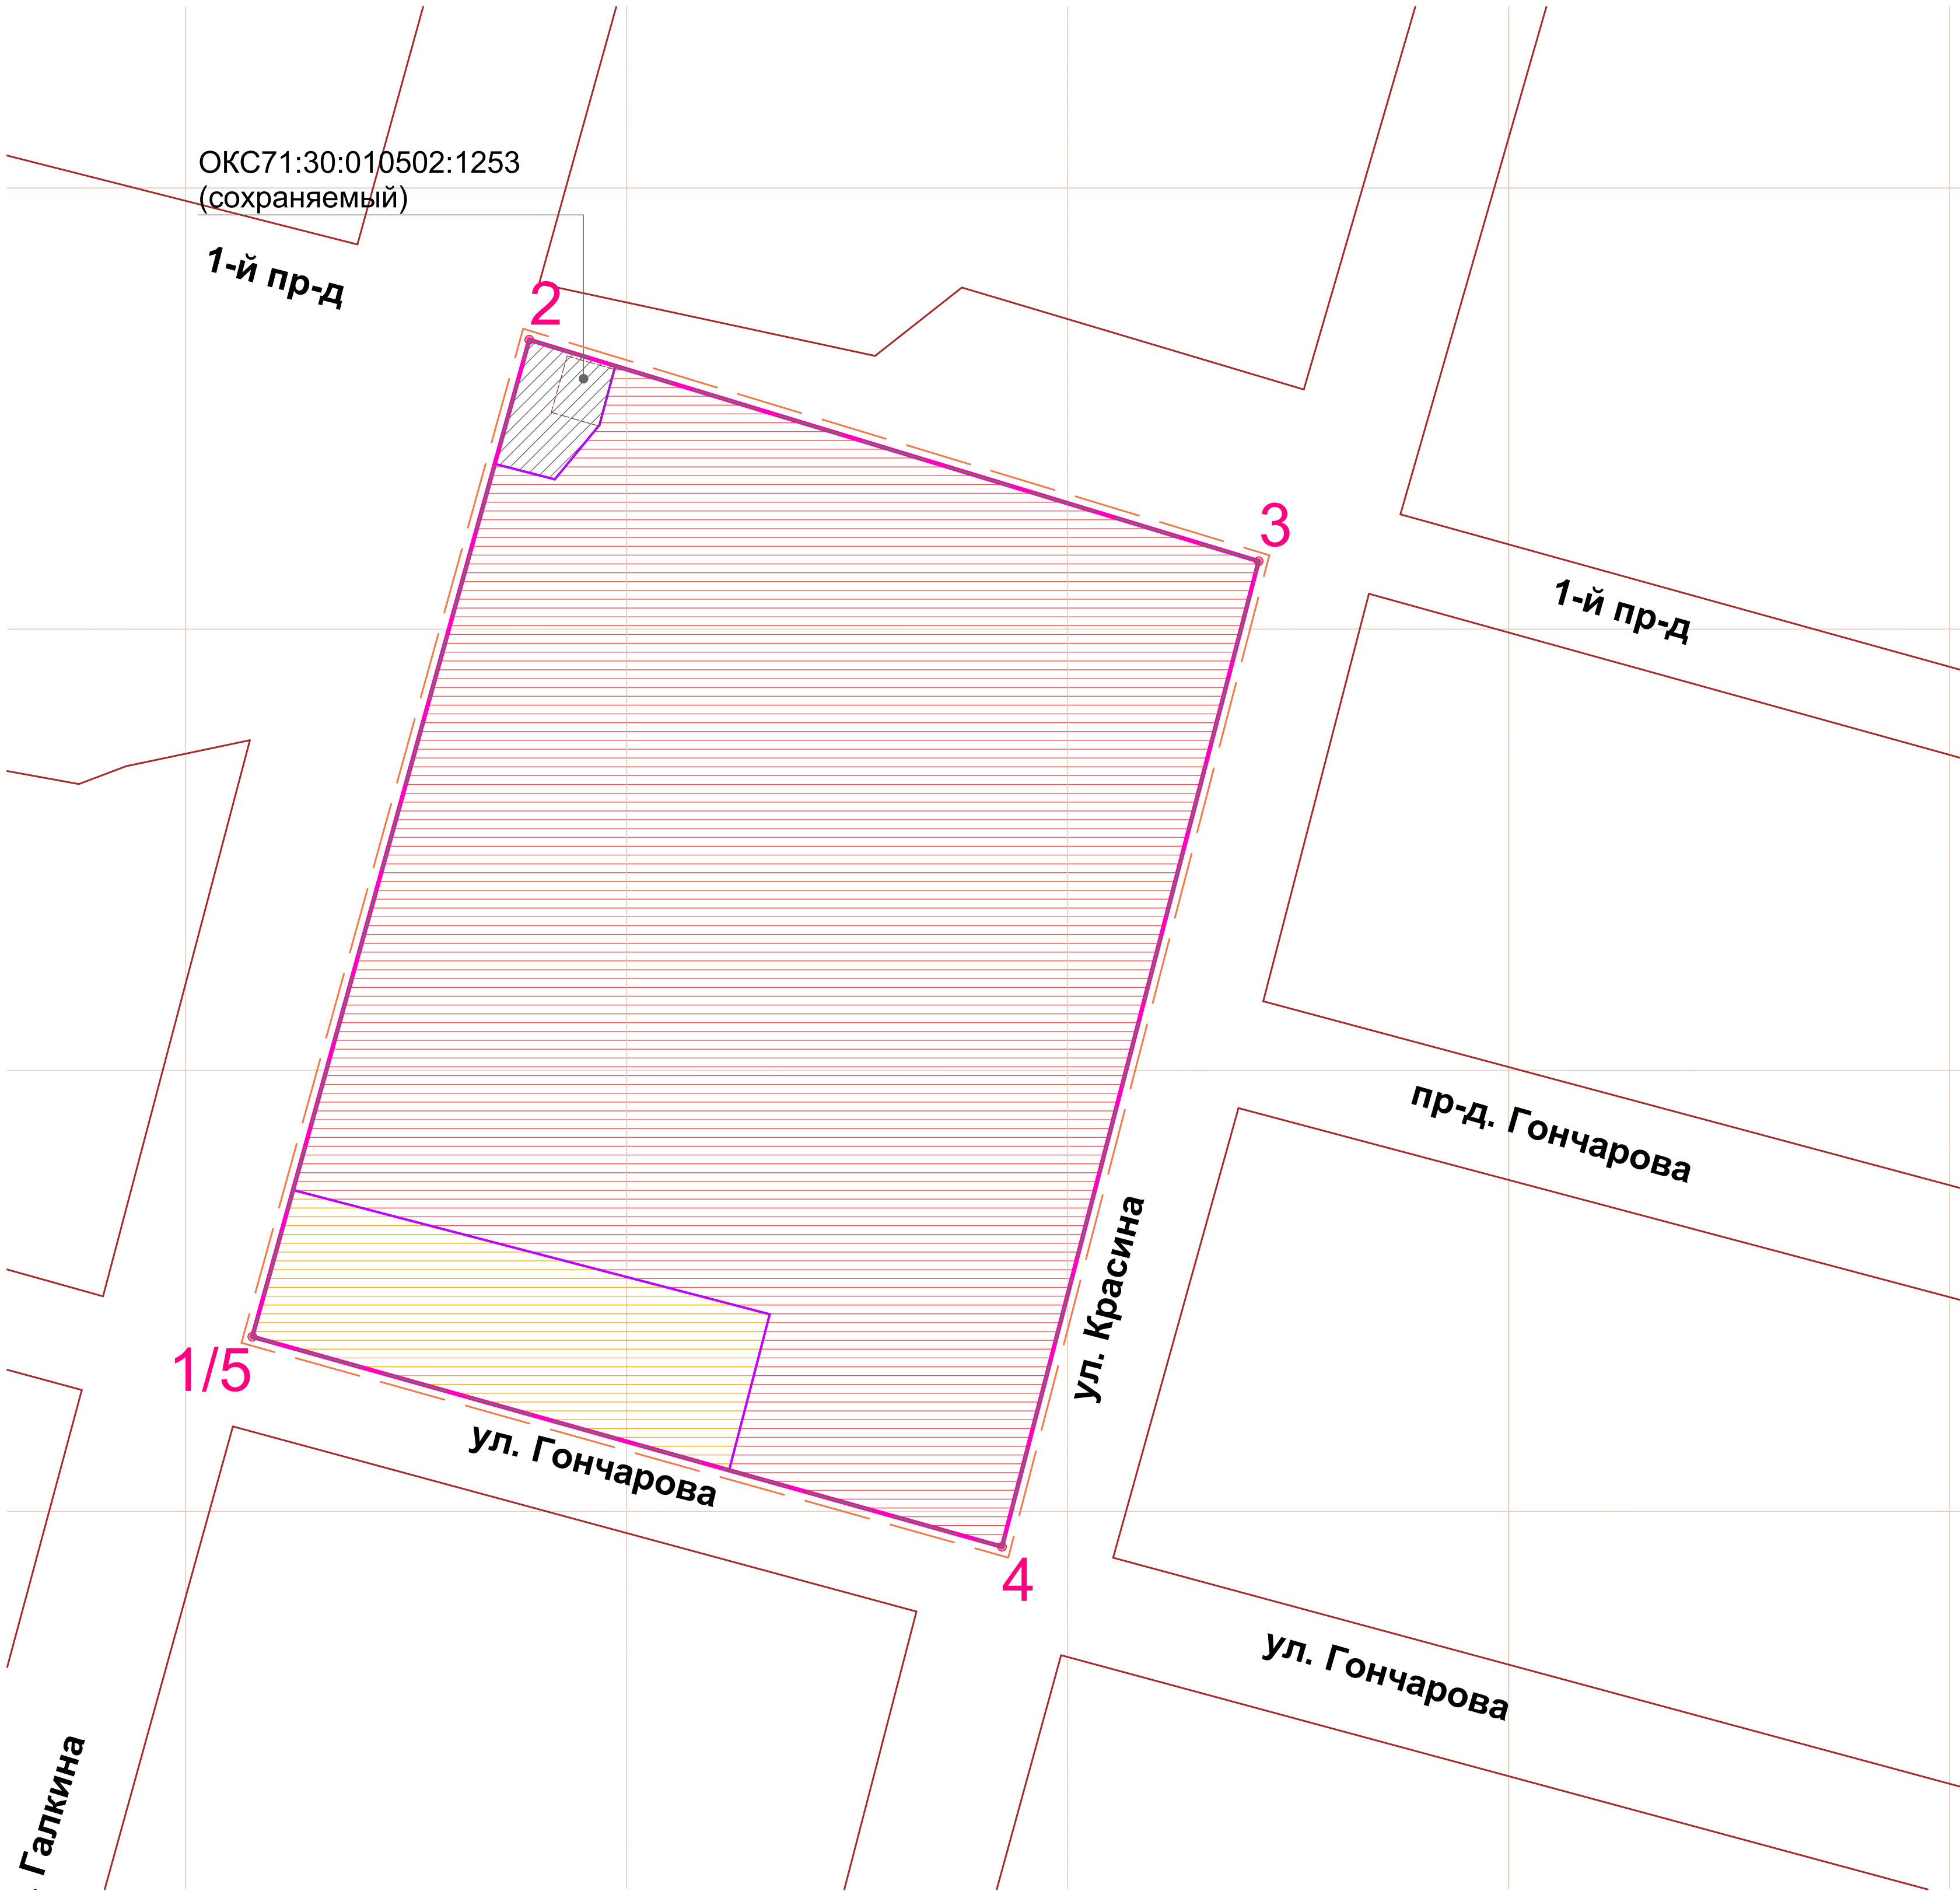 ОКС71:30:010502:1253
(сохраняемый)
1-й пр-д
2
3
1-й пр-д
пр-д. Гончарова
ул. Красина
1/5
ул. Гончарова
4
ул. Гончарова
. Галкина